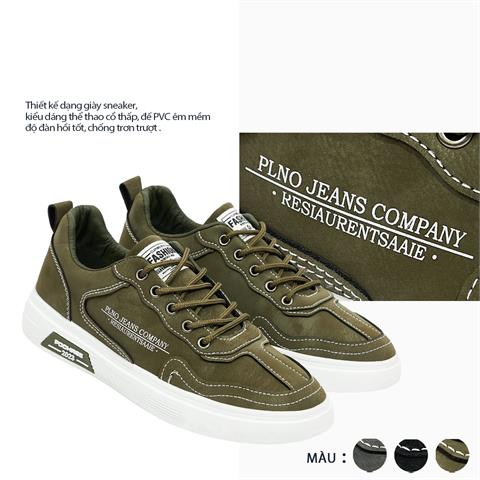 Thiết kế dạng giày sneaker,
kiểu dáng thể thao cổ thấp, đế PVC êm mềm
độ đàn hồi tốt, chống trơn trượt .
PLNO JEANS COMPANY
· RESIAURENTSAAIE ·
FASHION
PLNO JEANS COMPANY
· RESIAURENTSAAIE ·
2023
MÀU :